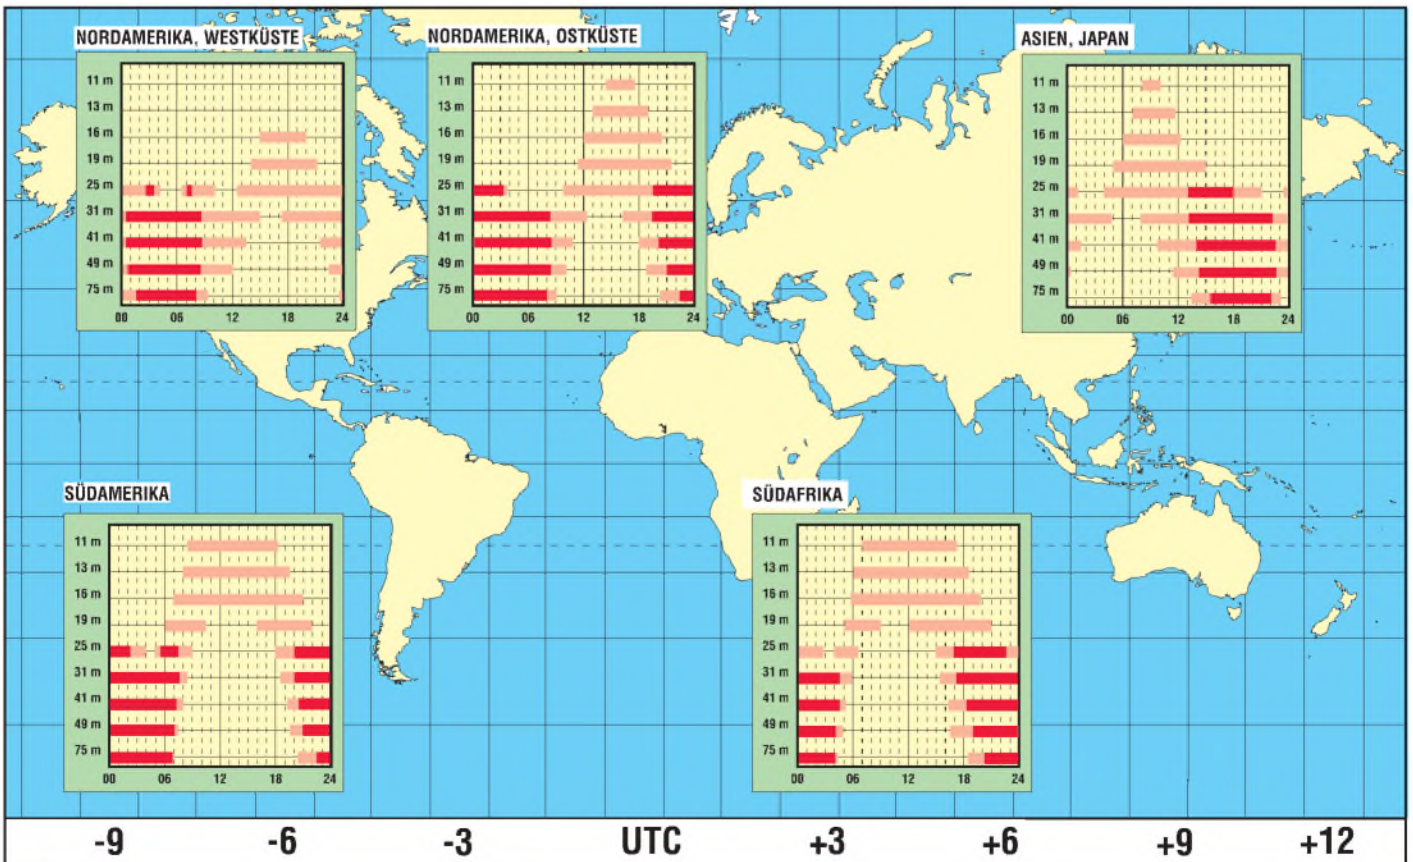 NORDAMERIKA, WESTKÜSTE
11 m
13 m
16 m
19 m
25 m
31 m
41 m
49 m
75 m
00 06 12 18 24
NORDAMERIKA, OSTKÜSTE
11 m
13 m
16 m
19 m
25 m
31 m
41 m
49 m
75 m
00 06 12 18 24
ASIEN, JAPAN
11 m
13 m
16 m
19 m
25 m
31 m
41 m
49 m
75 m
00 06 12 18 24
SÜDAMERIKA
11 m
13 m
16 m
19 m
25 m
31 m
41 m
49 m
75 m
00 06 12 18 24
SÜDAFRIKA
11 m
13 m
16 m
19 m
25 m
31 m
41 m
49 m
75 m
00 06 12 18 24
-9 -6 -3 UTC +3 +6 +9 +12